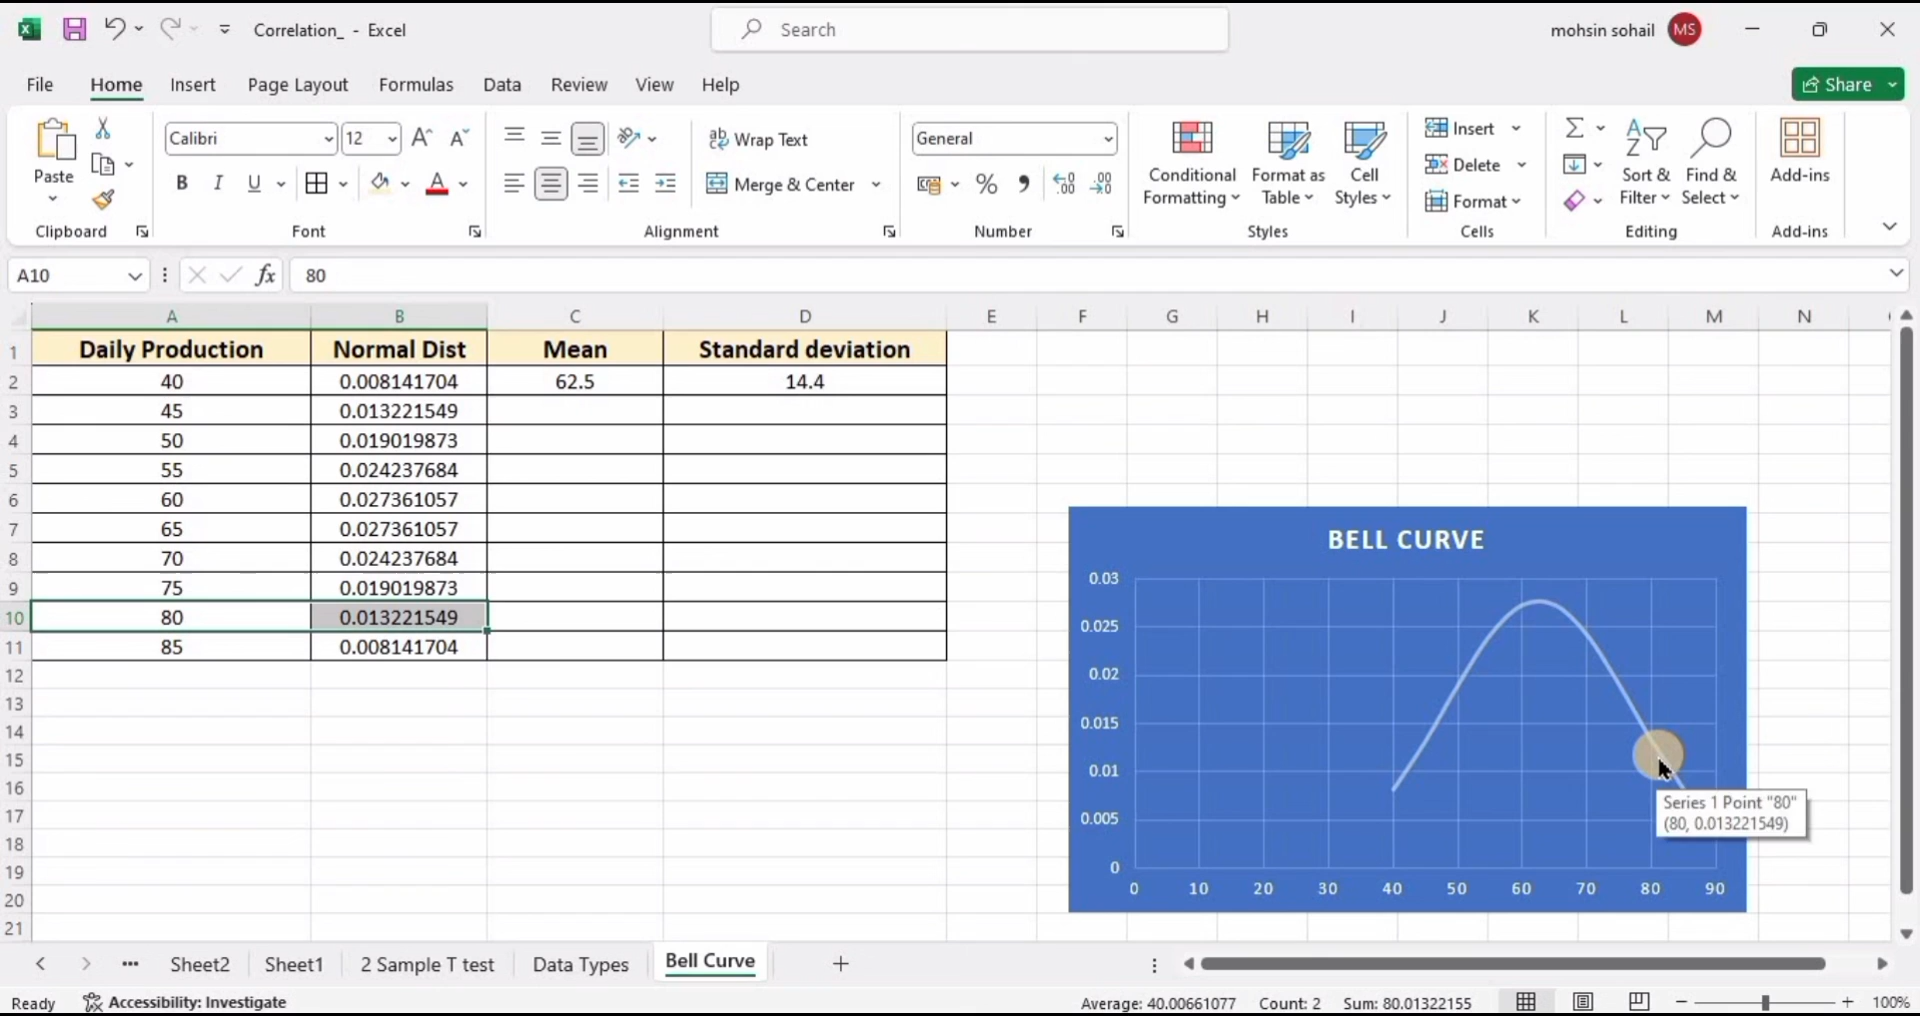 Correlation_ - Excel
Search
mohsin sohail MS
File Home Insert Page Layout Formulas Data Review View Help
Share
Paste
Clipboard
Calibri 12
Font
Wrap Text
Merge & Center
Alignment
General
Number
Conditional Formatting
Format as Table
Cell Styles
Styles
Insert
Delete
Format
Cells
Sort & Filter
Find & Select
Editing
Add-ins
Add-ins
A10 fx 80
A B C D E F G H I J K L M N
1 Daily Production Normal Dist Mean Standard deviation
2 40 0.008141704 62.5 14.4
3 45 0.013221549
4 50 0.019019873
5 55 0.024237684
6 60 0.027361057
7 65 0.027361057
8 70 0.024237684
9 75 0.019019873
10 80 0.013221549
11 85 0.008141704
12
13
14
15
16
17
18
19
20
21
BELL CURVE
0.03
0.025
0.02
0.015
0.01
0.005
0
0 10 20 30 40 50 60 70 80 90
Series 1 Point "80"
(80, 0.013221549)
Sheet2 Sheet1 2 Sample T test Data Types Bell Curve
Ready Accessibility: Investigate Average: 40.00661077 Count: 2 Sum: 80.01322155 100%